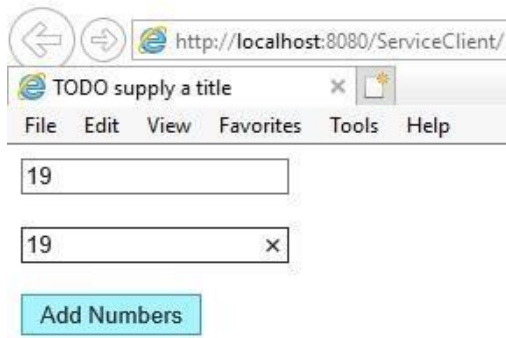 http://localhost:8080/ServiceClient/
TODO supply a title
File Edit View Favorites Tools Help
19
19
Add Numbers